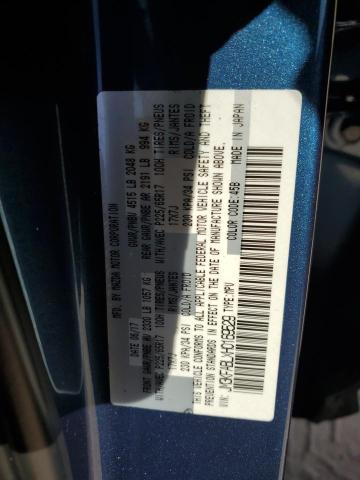 MFD. BY: MAZDA MOTOR CORPORATION
DATE: 06/17 GVWR/PNBV 4515 LB 2048 KG
FRONT GAWR/PNBE AV 2330 LB 1057 KG REAR GAWR/PNBE AR 2191 LB 994 KG
WITH/AVEC P225/65R17 100H TIRES/PNEUS WITH/AVEC P225/65R17 100H TIRES/PNEUS
17X7J RIMS/JANTES 17X7J RIMS/JANTES
230 KPA/34 PSI COLD/A FROID 230 KPA/34 PSI COLD/A FROID
THIS VEHICLE CONFORMS TO ALL APPLICABLE FEDERAL MOTOR VEHICLE SAFETY AND THEFT
PREVENTION STANDARDS IN EFFECT ON THE DATE OF MANUFACTURE SHOWN ABOVE.
MADE IN JAPAN
TYPE:MPV COLOR CODE:45B